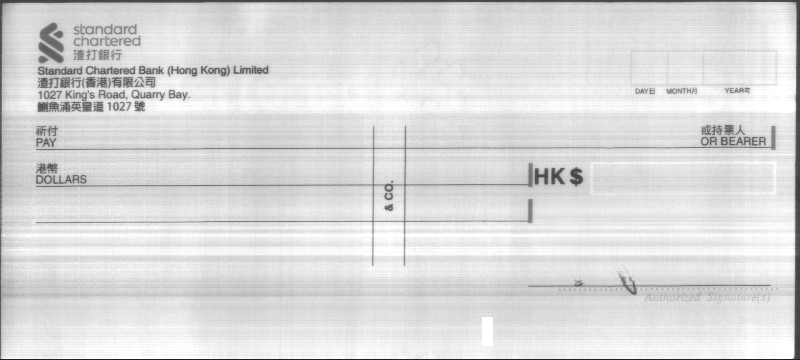 standard
chartered
渣打銀行
Standard Chartered Bank (Hong Kong) Limited
渣打銀行(香港)有限公司
1027 King's Road, Quarry Bay.
鰂魚涌英皇道 1027 號
DAY日 MONTH月 YEAR年
祈付
PAY
或持票人
OR BEARER
港幣
DOLLARS
HK $
& CO.
Authorized Signature(s)